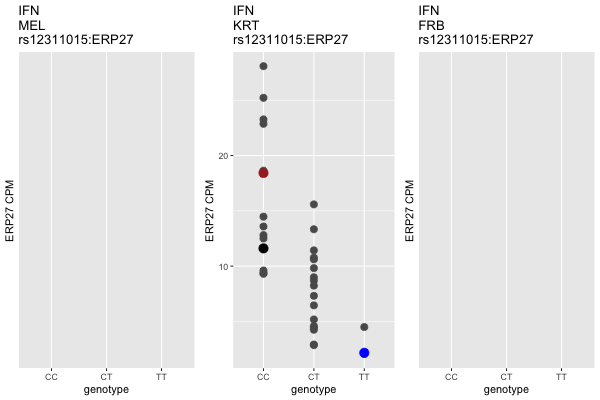 IFN
MEL
rs12311015:ERP27
ERP27 CPM
CC CT TT
genotype
IFN
KRT
rs12311015:ERP27
ERP27 CPM
20
10
CC CT TT
genotype
IFN
FRB
rs12311015:ERP27
ERP27 CPM
CC CT TT
genotype